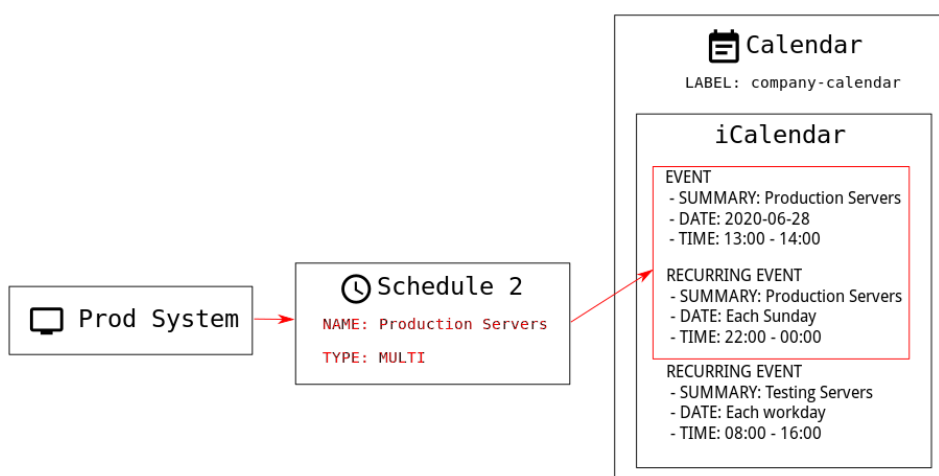 Calendar
LABEL: company-calendar
iCalendar
EVENT
- SUMMARY: Production Servers
- DATE: 2020-06-28
- TIME: 13:00 - 14:00
RECURRING EVENT
- SUMMARY: Production Servers
- DATE: Each Sunday
- TIME: 22:00 - 00:00
RECURRING EVENT
- SUMMARY: Testing Servers
- DATE: Each workday
- TIME: 08:00 - 16:00
Schedule 2
NAME: Production Servers
TYPE: MULTI
Prod System